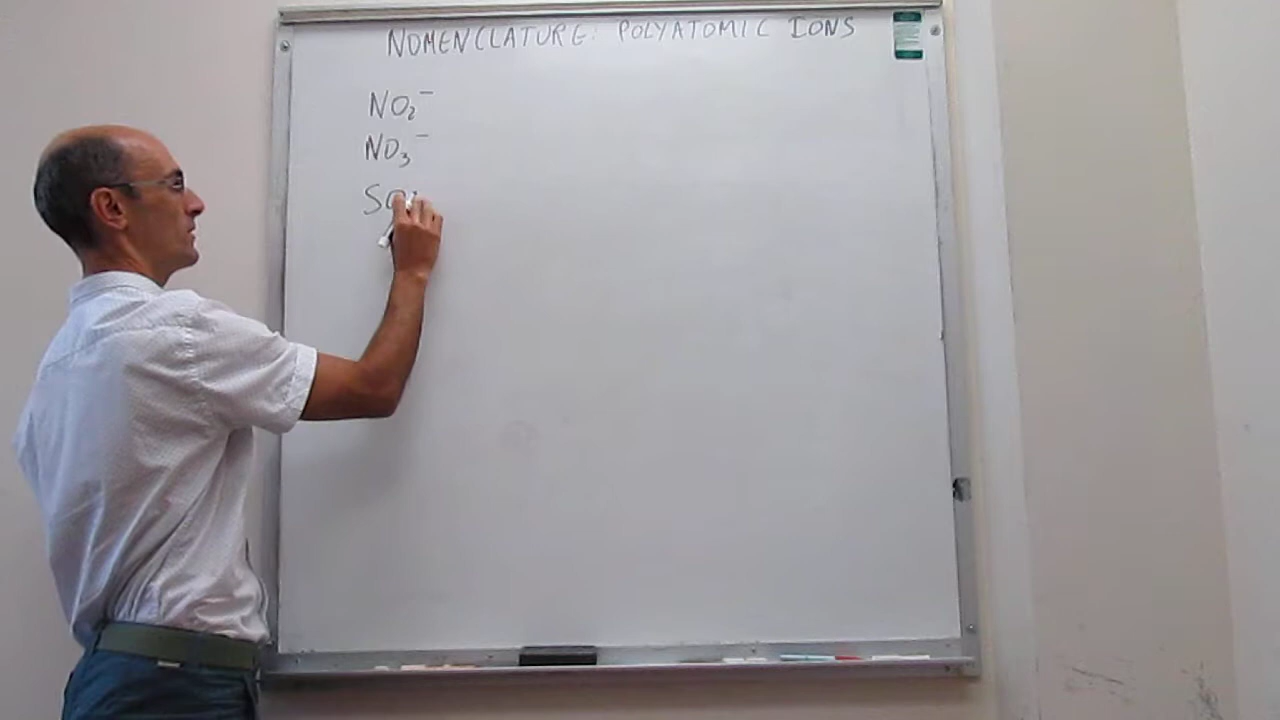 NOMENCLATURE: POLYATOMIC IONS
NO₂⁻
NO₃⁻
SO